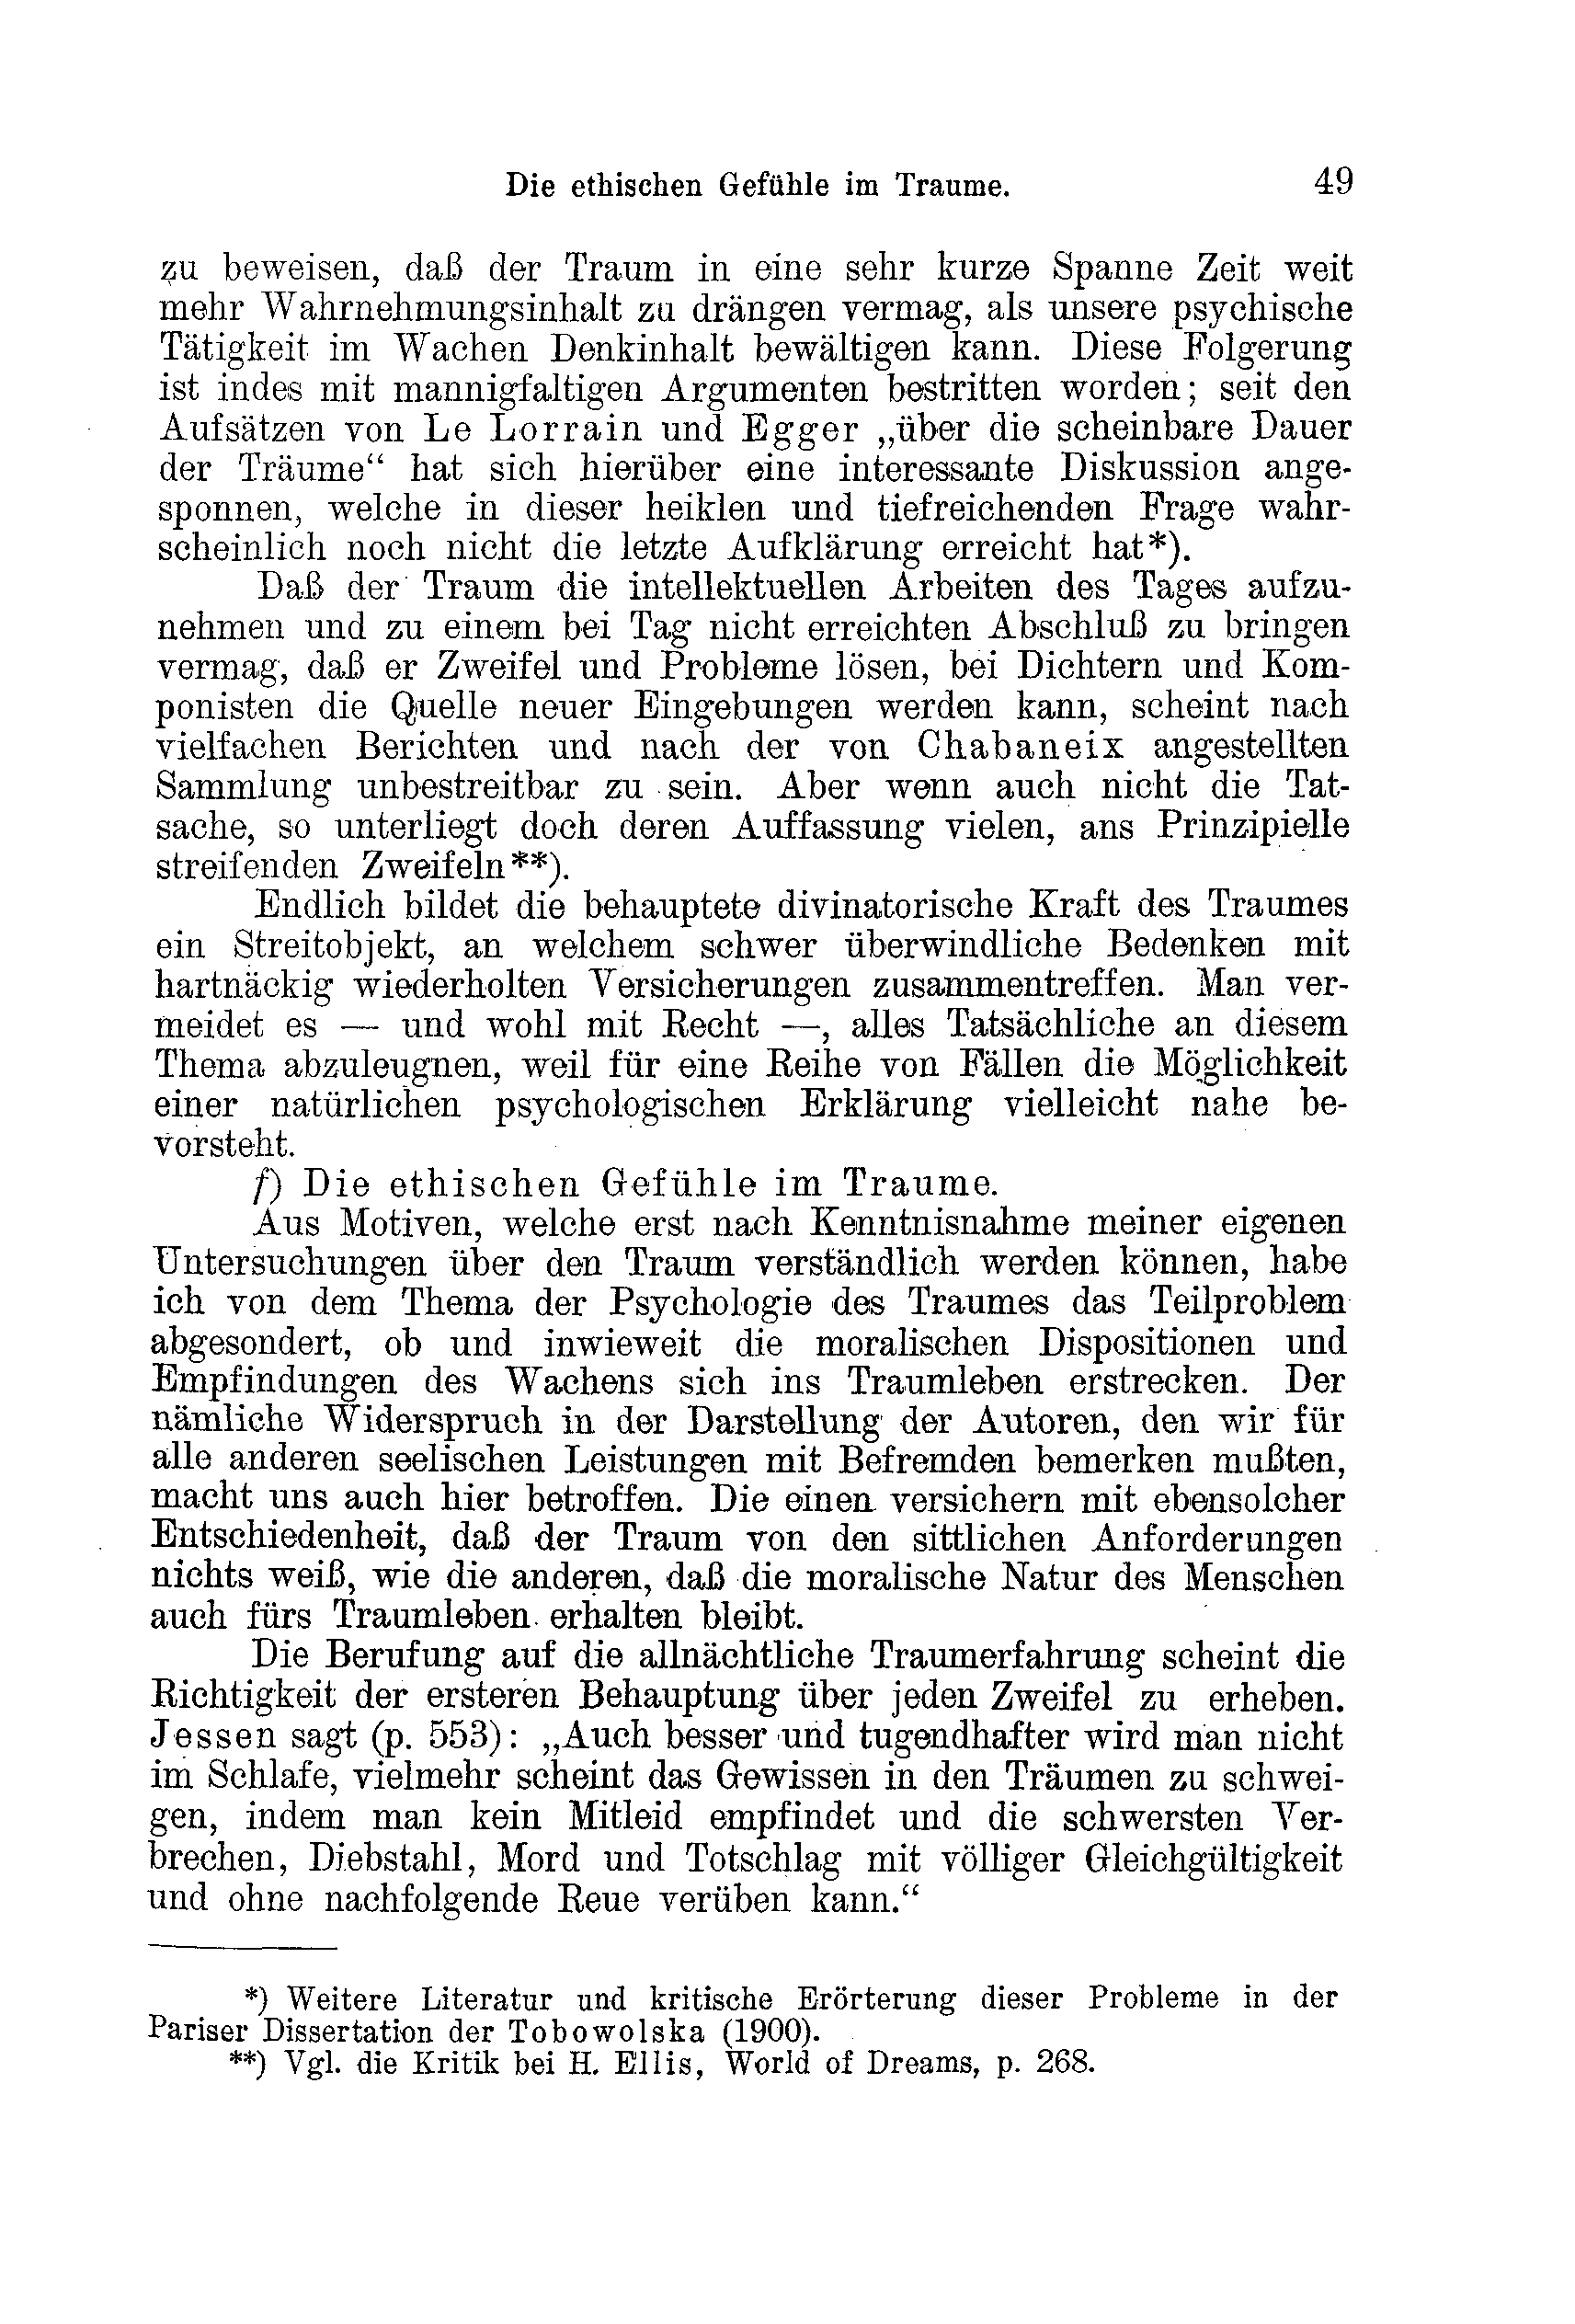 Die ethischen Gefühle im Traume. 49
zu beweisen, daß der Traum in eine sehr kurze Spanne Zeit weit
mehr Wahrnehmungsinhalt zu drängen vermag, als unsere psychische
Tätigkeit im Wachen Denkinhalt bewältigen kann. Diese Folgerung
ist indes mit mannigfaltigen Argumenten bestritten worden; seit den
Aufsätzen von Le Lorrain und Egger „über die scheinbare Dauer
der Träume“ hat sich hierüber eine interessante Diskussion ange-
sponnen, welche in dieser heiklen und tiefreichenden Frage wahr-
scheinlich noch nicht die letzte Aufklärung erreicht hat*).
Daß der Traum die intellektuellen Arbeiten des Tages aufzu-
nehmen und zu einem bei Tag nicht erreichten Abschluß zu bringen
vermag, daß er Zweifel und Probleme lösen, bei Dichtern und Kom-
ponisten die Quelle neuer Eingebungen werden kann, scheint nach
vielfachen Berichten und nach der von Chabaneix angestellten
Sammlung unbestreitbar zu sein. Aber wenn auch nicht die Tat-
sache, so unterliegt doch deren Auffassung vielen, ans Prinzipielle
streifenden Zweifeln**).
Endlich bildet die behauptete divinatorische Kraft des Traumes
ein Streitobjekt, an welchem schwer überwindliche Bedenken mit
hartnäckig wiederholten Versicherungen zusammentreffen. Man ver-
meidet es — und wohl mit Recht —, alles Tatsächliche an diesem
Thema abzuleugnen, weil für eine Reihe von Fällen die Möglichkeit
einer natürlichen psychologischen Erklärung vielleicht nahe be-
vorsteht.
f) Die ethischen Gefühle im Traume.
Aus Motiven, welche erst nach Kenntnisnahme meiner eigenen
Untersuchungen über den Traum verständlich werden können, habe
ich von dem Thema der Psychologie des Traumes das Teilproblem
abgesondert, ob und inwieweit die moralischen Dispositionen und
Empfindungen des Wachens sich ins Traumleben erstrecken. Der
nämliche Widerspruch in der Darstellung der Autoren, den wir für
alle anderen seelischen Leistungen mit Befremden bemerken mußten,
macht uns auch hier betroffen. Die einen versichern mit ebensolcher
Entschiedenheit, daß der Traum von den sittlichen Anforderungen
nichts weiß, wie die anderen, daß die moralische Natur des Menschen
auch fürs Traumleben erhalten bleibt.
Die Berufung auf die allnächtliche Traumerfahrung scheint die
Richtigkeit der ersteren Behauptung über jeden Zweifel zu erheben.
Jessen sagt (p. 553): „Auch besser und tugendhafter wird man nicht
im Schlafe, vielmehr scheint das Gewissen in den Träumen zu schwei-
gen, indem man kein Mitleid empfindet und die schwersten Ver-
brechen, Diebstahl, Mord und Totschlag mit völliger Gleichgültigkeit
und ohne nachfolgende Reue verüben kann.“
*) Weitere Literatur und kritische Erörterung dieser Probleme in der
Pariser Dissertation der Tobowolska (1900).
**) Vgl. die Kritik bei H. Ellis, World of Dreams, p. 268.